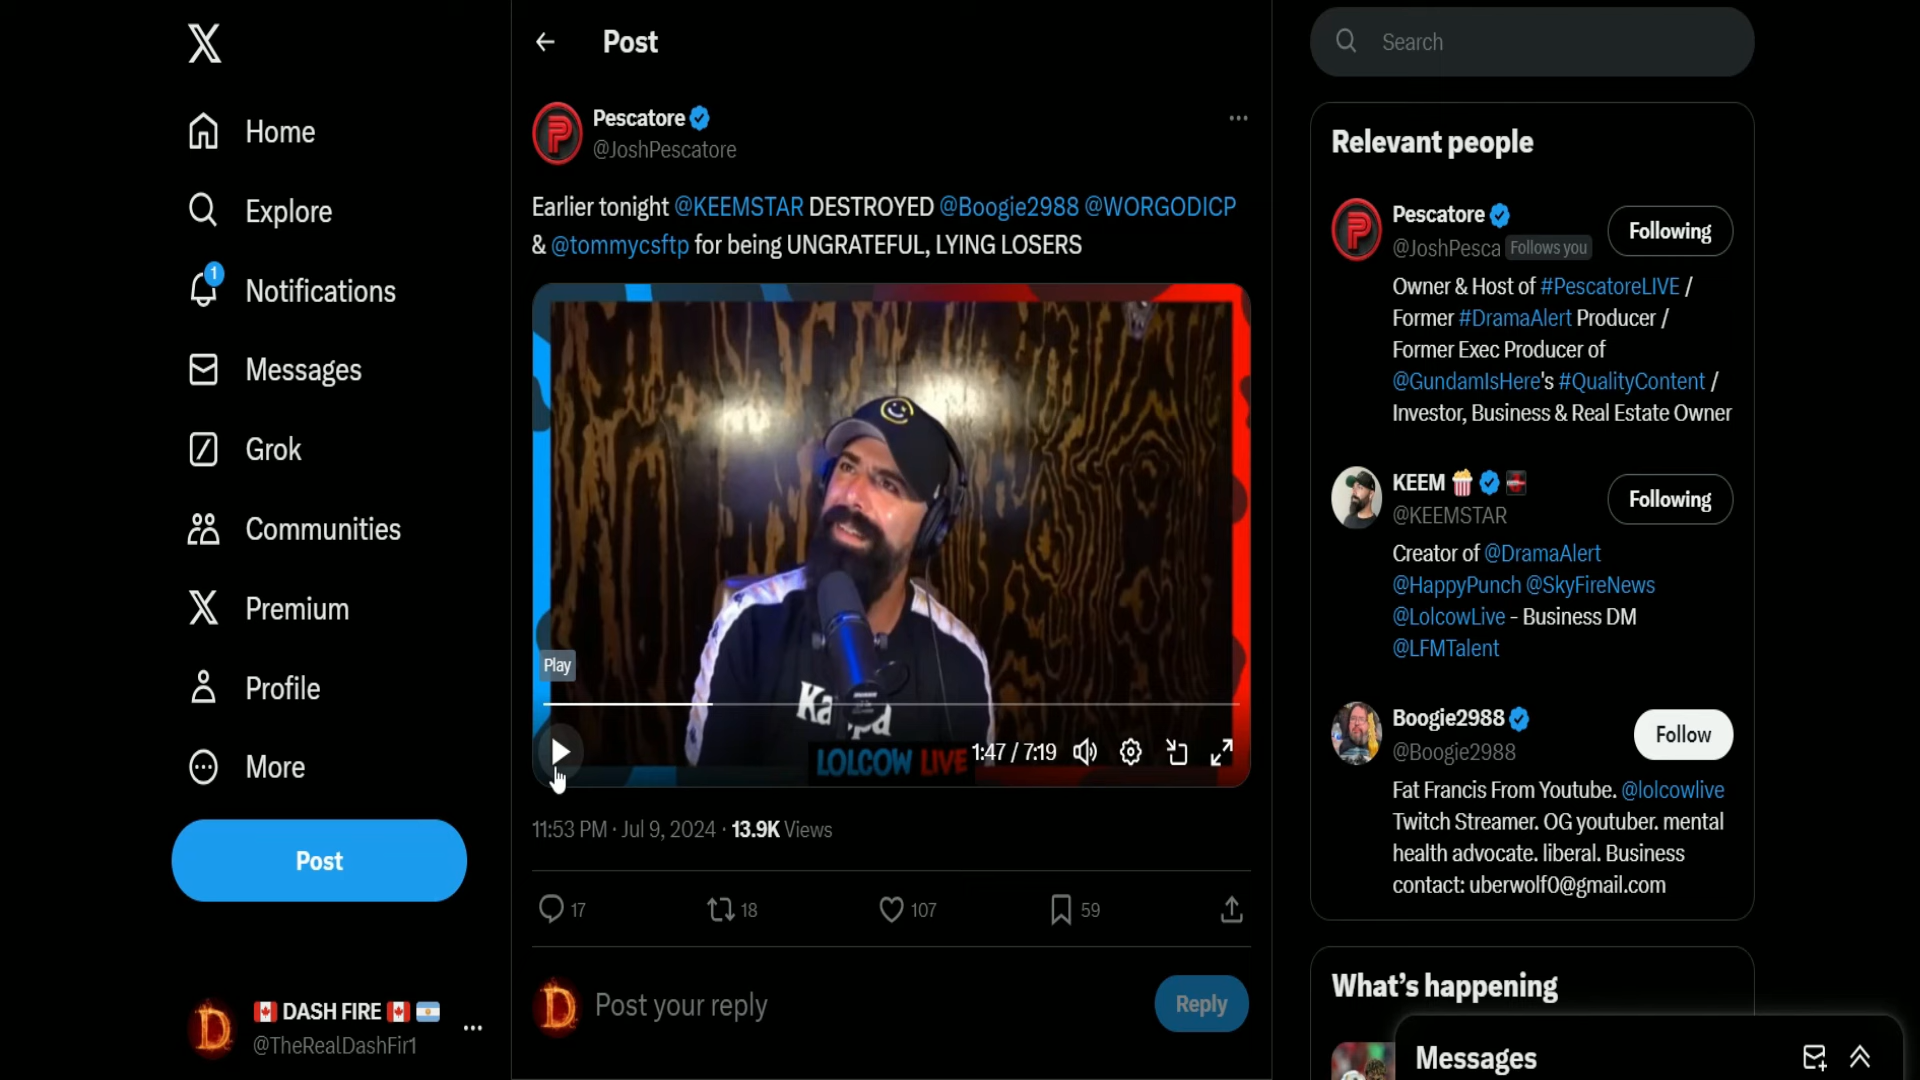 Home
Explore
1
Notifications
Messages
Grok
Communities
Premium
Profile
More
Post
DASH FIRE
@TheRealDashFir1
Post
Pescatore
@JoshPescatore
Earlier tonight @KEEMSTAR DESTROYED @Boogie2988 @WORGODICP
& @tommycsftp for being UNGRATEFUL, LYING LOSERS
Play
LOLCOW LIVE
1:47 / 7:19
11:53 PM · Jul 9, 2024 · 13.9K Views
17
18
107
59
D
Post your reply
Reply
Search
Relevant people
Pescatore
@JoshPesca Follows you
Following
Owner & Host of #PescatoreLIVE /
Former #DramaAlert Producer /
Former Exec Producer of
@GundamIsHere's #QualityContent /
Investor, Business & Real Estate Owner
KEEM
@KEEMSTAR
Following
Creator of @DramaAlert
@HappyPunch @SkyFireNews
@LolcowLive - Business DM
@LFMTalent
Boogie2988
@Boogie2988
Follow
Fat Francis From Youtube. @lolcowlive
Twitch Streamer. OG youtuber. mental
health advocate. liberal. Business
contact: uberwolf0@gmail.com
What's happening
Messages